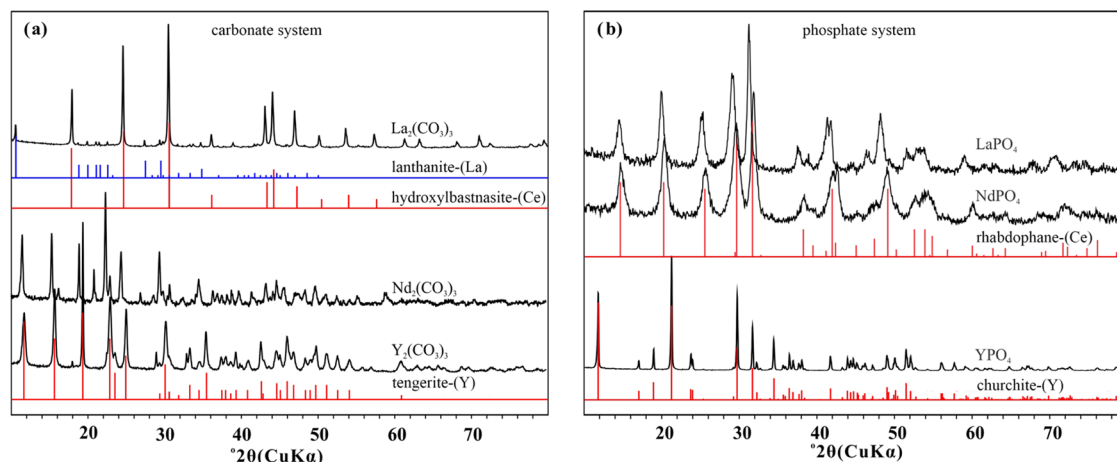 (a)
carbonate system
La₂(CO₃)₃
lanthanite-(La)
hydroxylbastnasite-(Ce)
Nd₂(CO₃)₃
Y₂(CO₃)₃
tengerite-(Y)
20 30 40 50 60 70
°2θ(CuKα)
(b)
phosphate system
LaPO₄
NdPO₄
rhabdophane-(Ce)
YPO₄
churchite-(Y)
20 30 40 50 60 70
°2θ(CuKα)